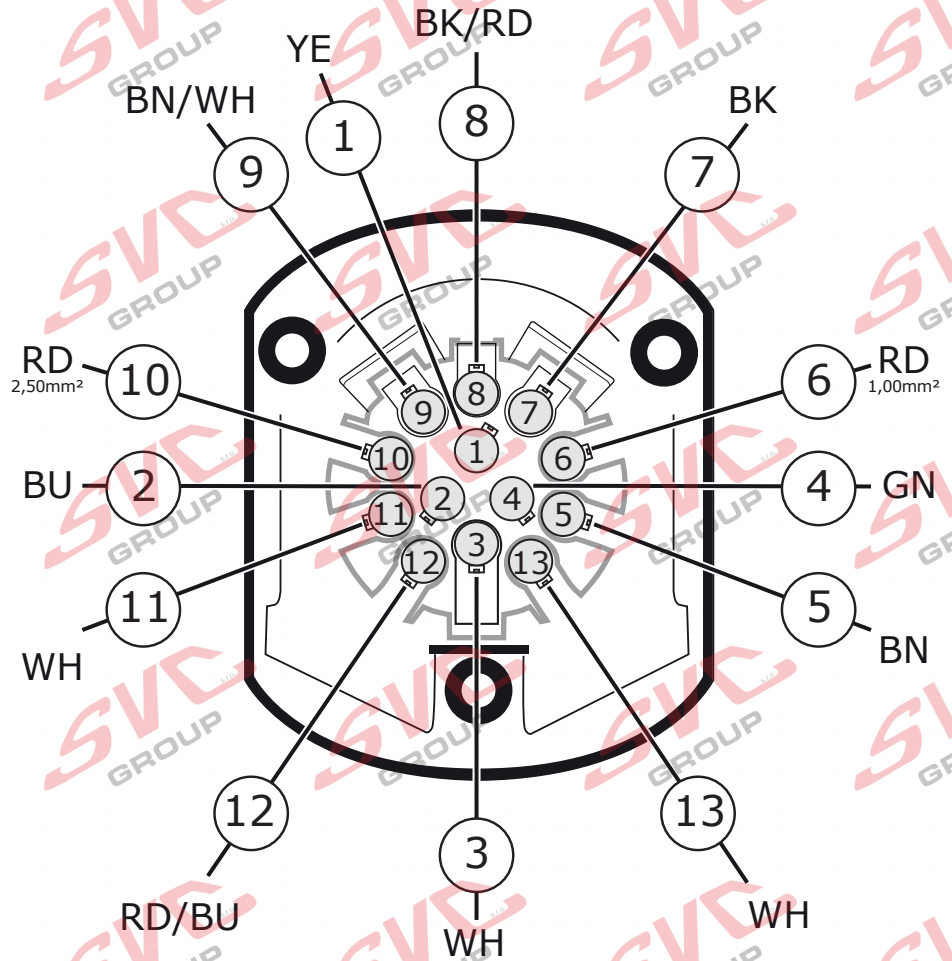 BK/RD
YE
BN/WH
BK
8
1
9
7
RD
2,50mm²
10
6
RD
1,00mm²
8
9
7
1
10
6
BU
2
2
4
4
GN
11
5
3
12
13
11
WH
5
BN
12
13
3
RD/BU
WH
WH
SVC
GROUP
s.r.o.